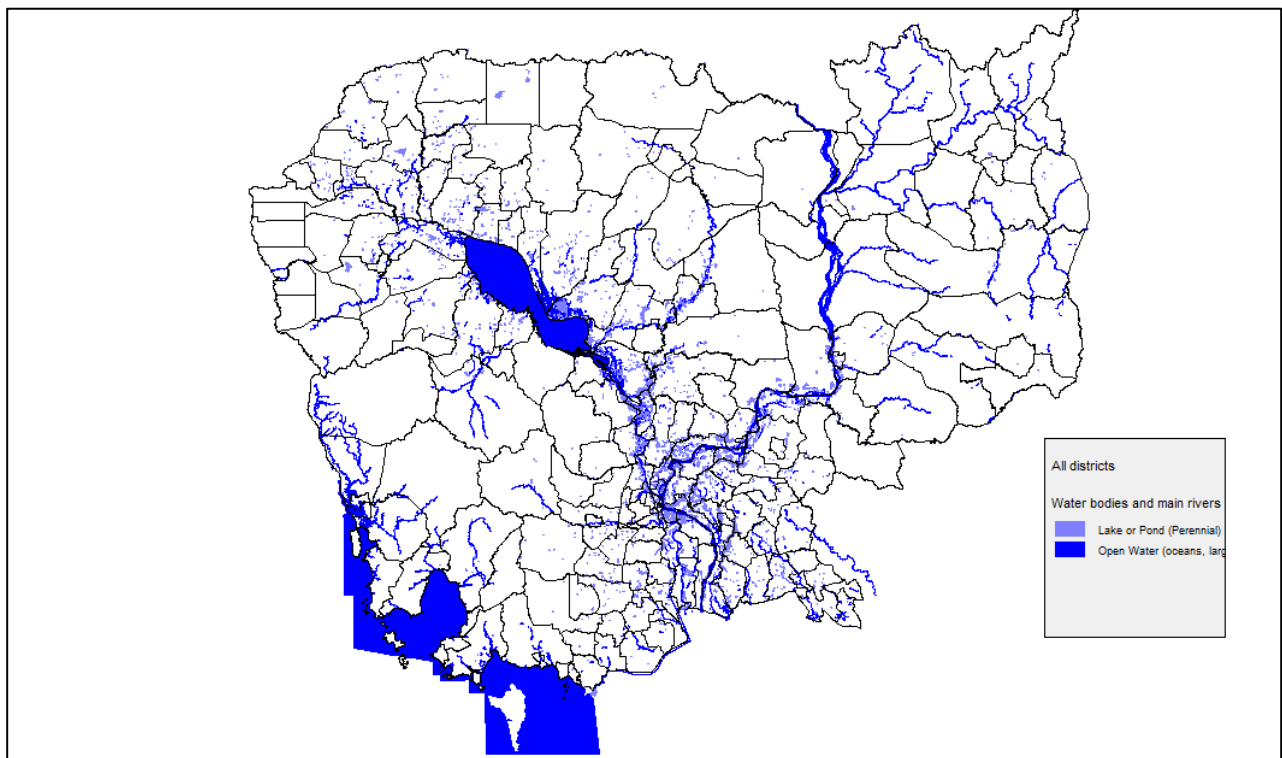 All districts
Water bodies and main rivers
Lake or Pond (Perennial)
Open Water (oceans, larg